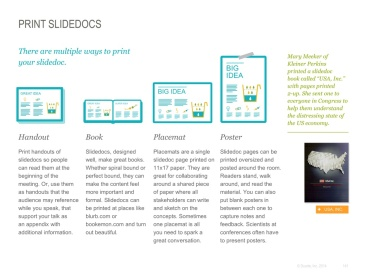 PRINT SLIDEDOCS
There are multiple ways to print
your slidedoc.
BIG IDEA
BIG
IDEA
Handout
Print handouts of
slidedocs so people
can read them at the
beginning of the
meeting. Or, use them
as handouts that the
audience may reference
while you speak, that
support your talk as
an appendix with
additional information.
Book
Slidedocs, designed
well, make great books.
Whether spiral bound or
perfect bound, they can
make the content feel
more important and
formal. Slidedocs can
be printed at places like
blurb.com or
bookemon.com and turn
out beautiful.
Placemat
Placemats are a single
slidedoc page printed on
11x17 paper. They are
great for collaborating
around a shared piece
of paper where all
stakeholders can write
and sketch on the
concepts. Sometimes
one placemat is all
you need to spark a
great conversation.
Poster
Slidedoc pages can be
printed oversized and
posted around the room.
Readers stand, walk
around, and read the
material. You can also
put blank posters in
between each one to
capture notes and
feedback. Scientists at
conferences often have
to present posters.
Mary Meeker of
Kleiner Perkins
printed a slidedoc
book called "USA, Inc."
with pages printed
2-up. She sent one to
everyone in Congress to
help them understand
the distressing state of
the US economy.